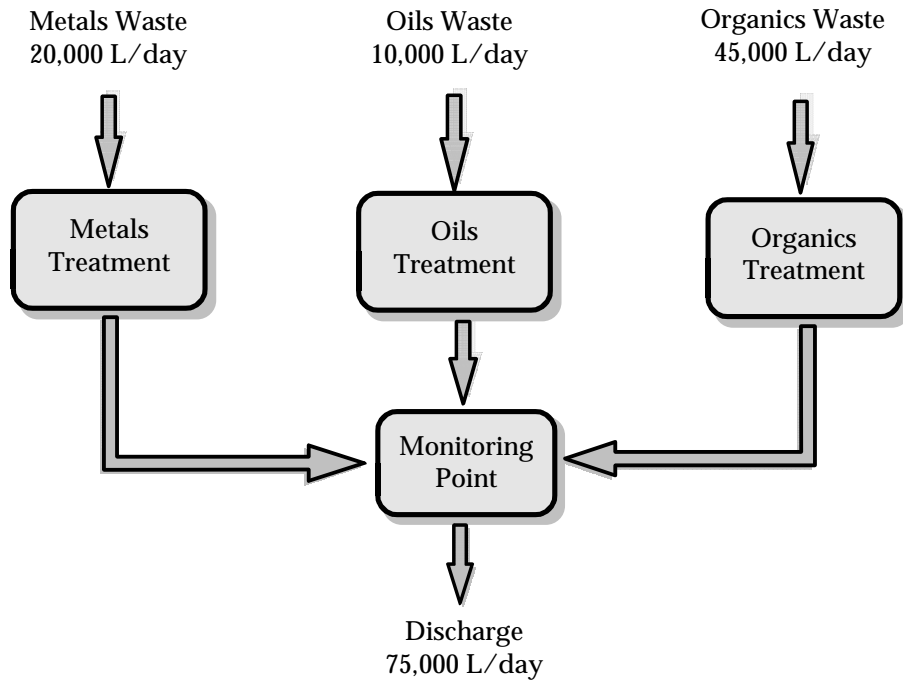 Metals Waste
20,000 L/day
Oils Waste
10,000 L/day
Organics Waste
45,000 L/day
Metals
Treatment
Oils
Treatment
Organics
Treatment
Monitoring
Point
Discharge
75,000 L/day